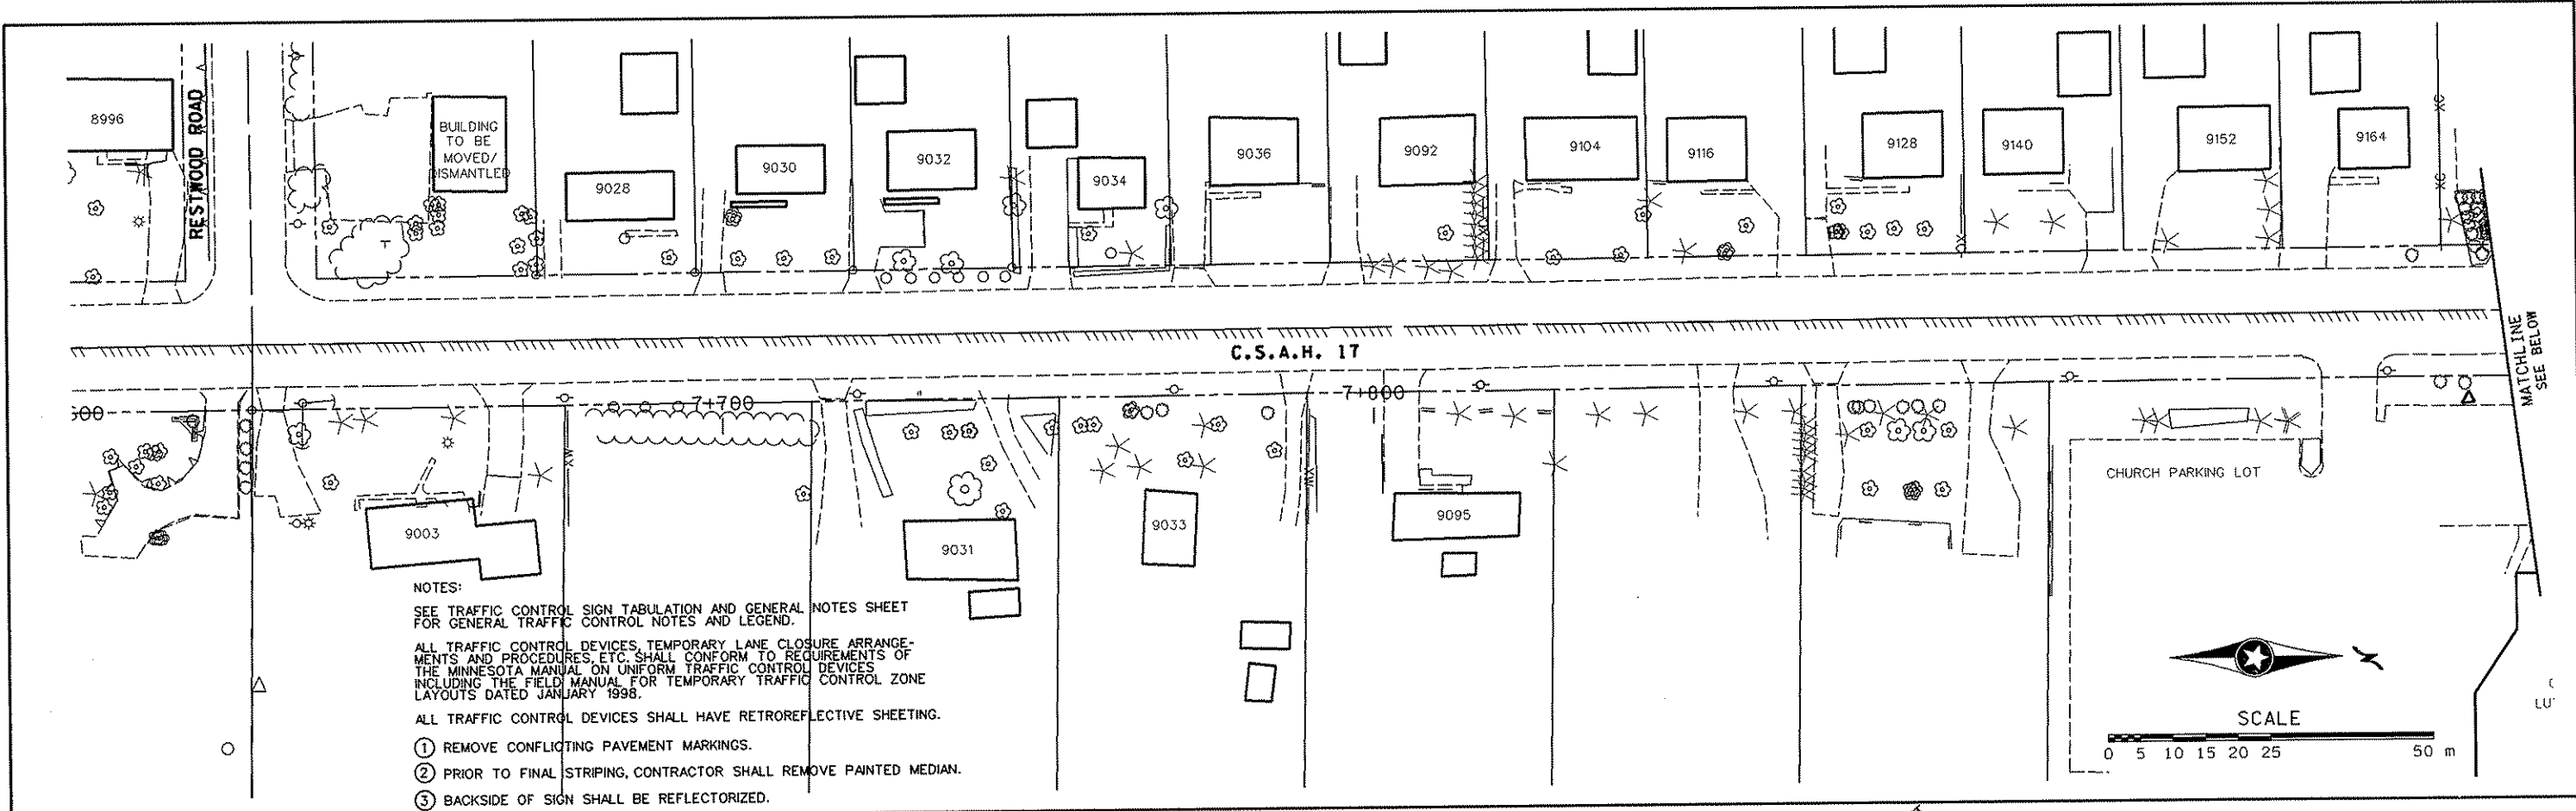 8996
RESTWOOD ROAD
BUILDING
TO BE
MOVED/
DISMANTLED
9028
9030
9032
9034
9036
9092
9104
9116
9128
9140
9152
9164
C.S.A.H. 17
MATCHLINE
SEE BELOW
7+700
7+800
9003
9031
9033
9095
CHURCH PARKING LOT
NOTES:
SEE TRAFFIC CONTROL SIGN TABULATION AND GENERAL NOTES SHEET
FOR GENERAL TRAFFIC CONTROL NOTES AND LEGEND.
ALL TRAFFIC CONTROL DEVICES, TEMPORARY LANE CLOSURE ARRANGE-
MENTS AND PROCEDURES, ETC. SHALL CONFORM TO REQUIREMENTS OF
THE MINNESOTA MANUAL ON UNIFORM TRAFFIC CONTROL DEVICES
INCLUDING THE FIELD MANUAL FOR TEMPORARY TRAFFIC CONTROL ZONE
LAYOUTS DATED JANUARY 1998.
ALL TRAFFIC CONTROL DEVICES SHALL HAVE RETROREFLECTIVE SHEETING.
1 REMOVE CONFLICTING PAVEMENT MARKINGS.
2 PRIOR TO FINAL STRIPING, CONTRACTOR SHALL REMOVE PAINTED MEDIAN.
3 BACKSIDE OF SIGN SHALL BE REFLECTORIZED.
SCALE
0 5 10 15 20 25 50 m